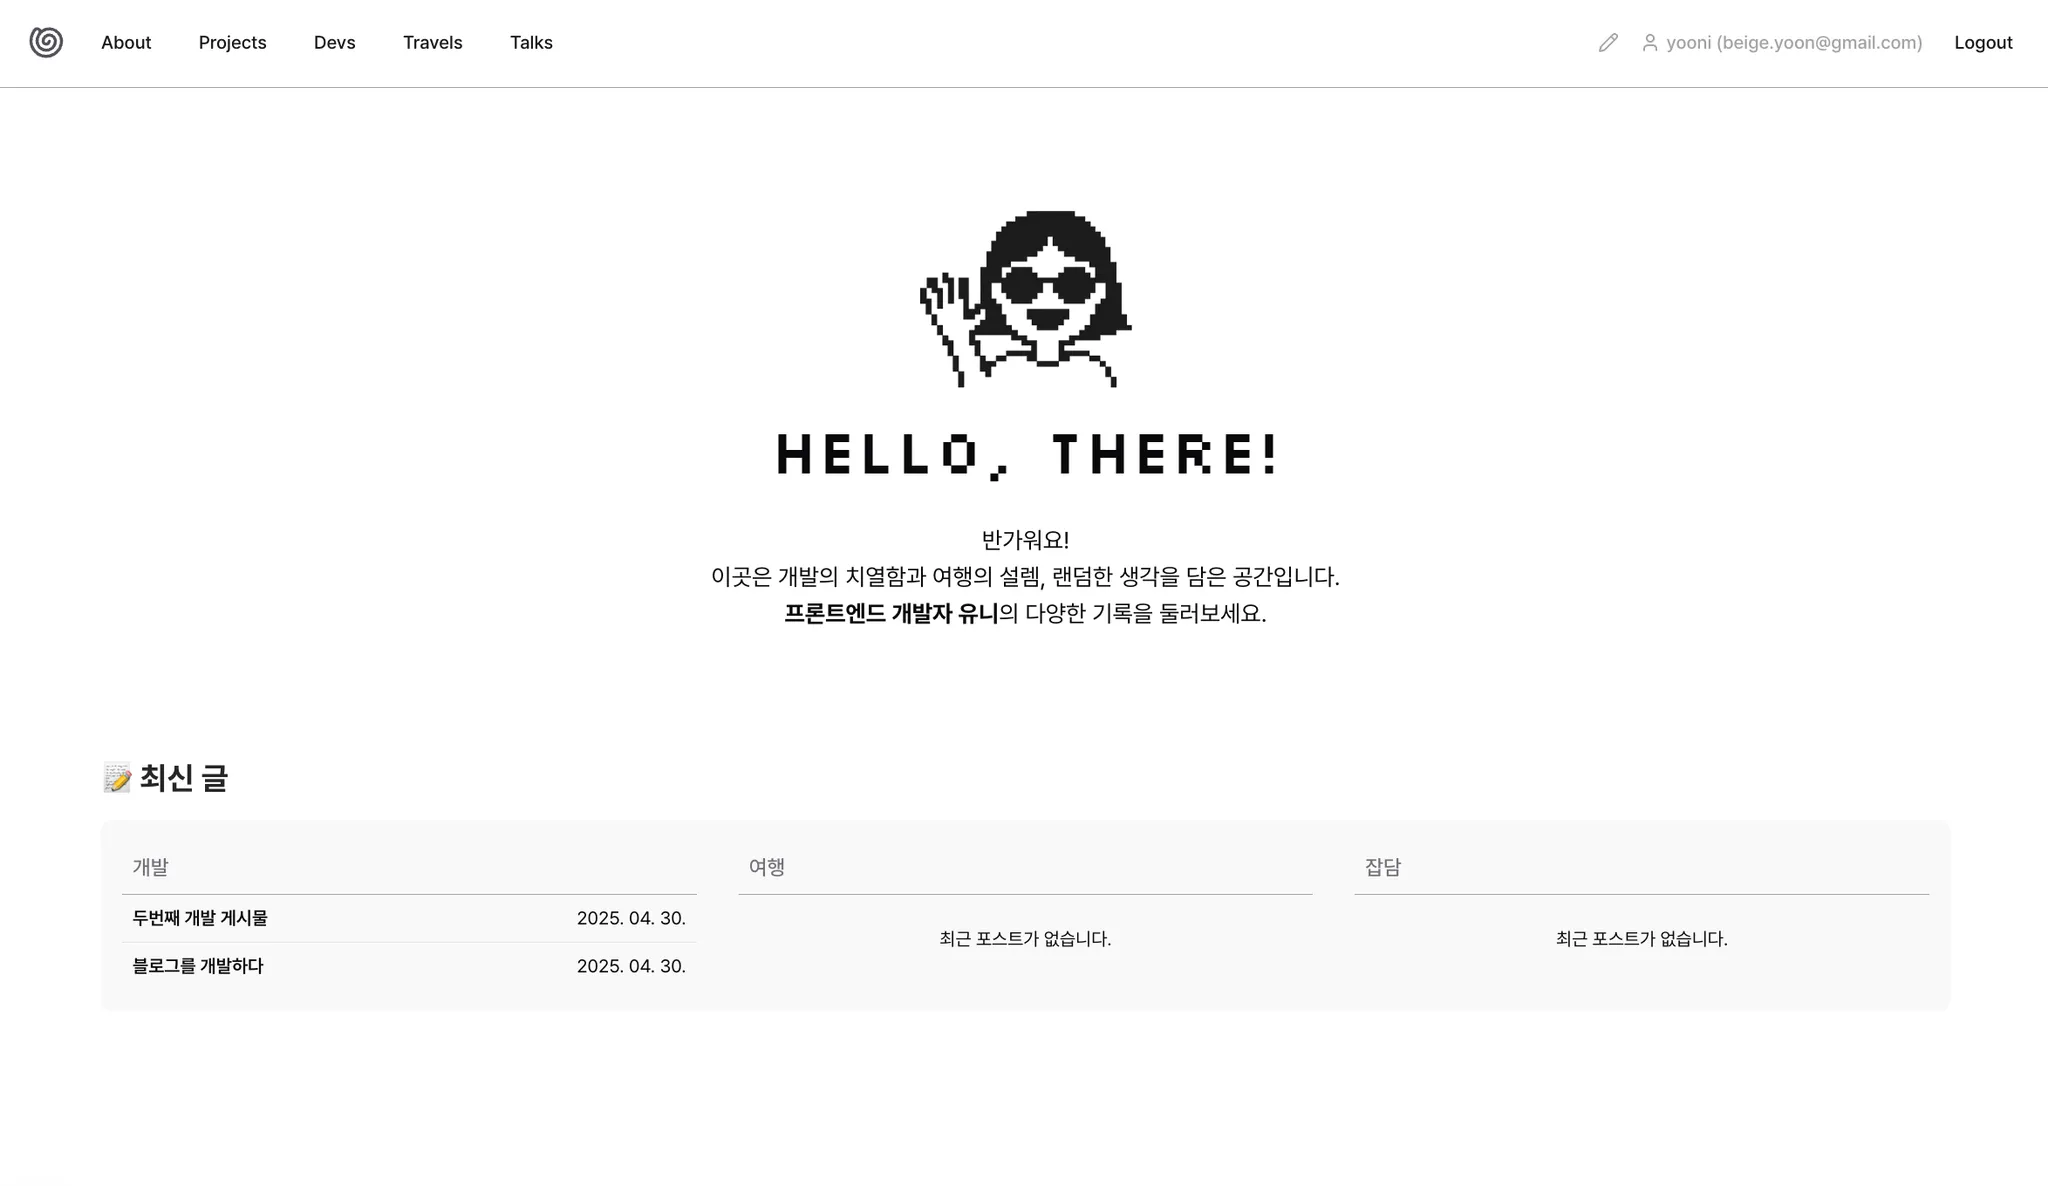 About Projects Devs Travels Talks yooni (beige.yoon@gmail.com) Logout
HELLO, THERE!
반가워요!
이곳은 개발의 치열함과 여행의 설렘, 랜덤한 생각을 담은 공간입니다.
프론트엔드 개발자 유니의 다양한 기록을 둘러보세요.
📝 최신 글
개발
두번째 개발 게시물 2025. 04. 30.
블로그를 개발하다 2025. 04. 30.
여행
최근 포스트가 없습니다.
잡담
최근 포스트가 없습니다.